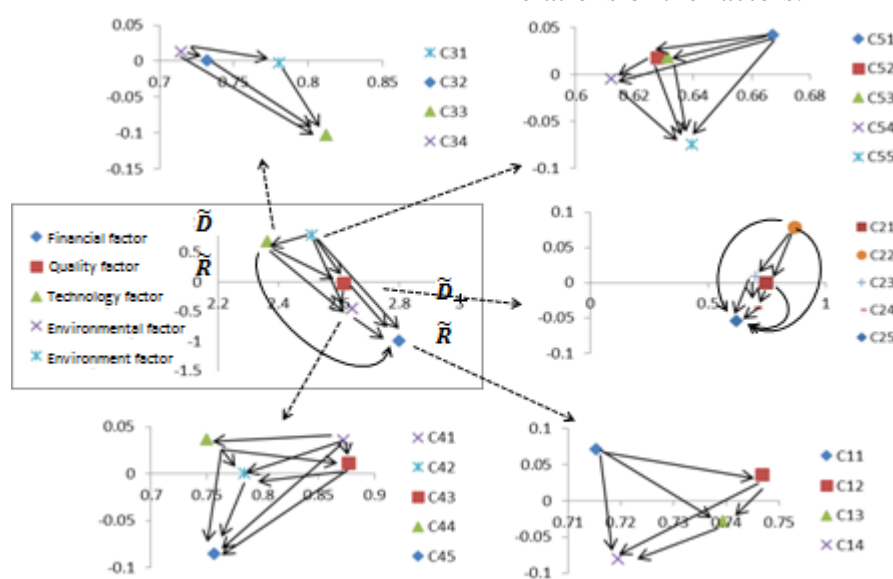 0.05
0
-0.05
-0.1
-0.15
0.7
0.75
0.8
0.85
C31
C32
C33
C34
0.05
0
-0.05
-0.1
0.6
0.62
0.64
0.66
0.68
C51
C52
C53
C54
C55
Financial factor
Quality factor
Technology factor
Environmental factor
Environment factor
D̃
R̃
0.5
0
-0.5
-1
-1.5
2.2
2.4
2.8
3
D̃
+
R̃
0.1
0.05
0
-0.05
-0.1
0
0.5
1
C21
C22
C23
C24
C25
0.05
0
-0.05
-0.1
0.7
0.75
0.8
0.85
0.9
C41
C42
C43
C44
C45
0.1
0.05
0
-0.05
-0.1
0.71
0.72
0.73
0.74
0.75
C11
C12
C13
C14